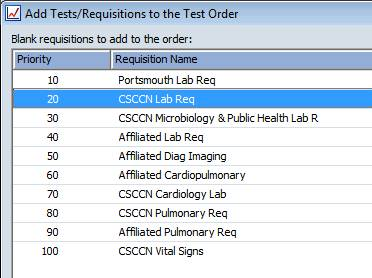 Add Tests/Requisitions to the Test Order
Blank requisitions to add to the order:
Priority Requisition Name
10 Portsmouth Lab Req
20 CSCCN Lab Req
30 CSCCN Microbiology & Public Health Lab R
40 Affiliated Lab Req
50 Affiliated Diag Imaging
60 Affiliated Cardiopulmonary
70 CSCCN Cardiology Lab
80 CSCCN Pulmonary Req
90 Affiliated Pulmonary Req
100 CSCCN Vital Signs